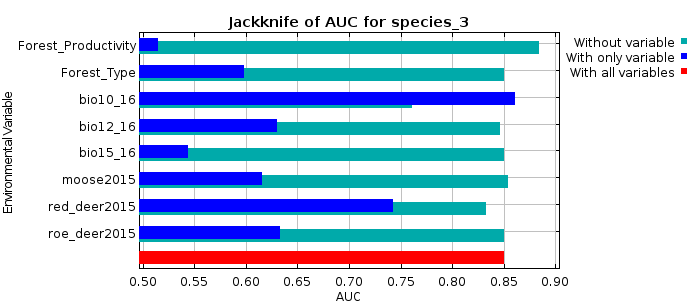 Jackknife of AUC for species_3
Environmental Variable
Forest_Productivity
Forest_Type
bio10_16
bio12_16
bio15_16
moose2015
red_deer2015
roe_deer2015
Without variable
With only variable
With all variables
0.50 0.55 0.60 0.65 0.70 0.75 0.80 0.85 0.90
AUC